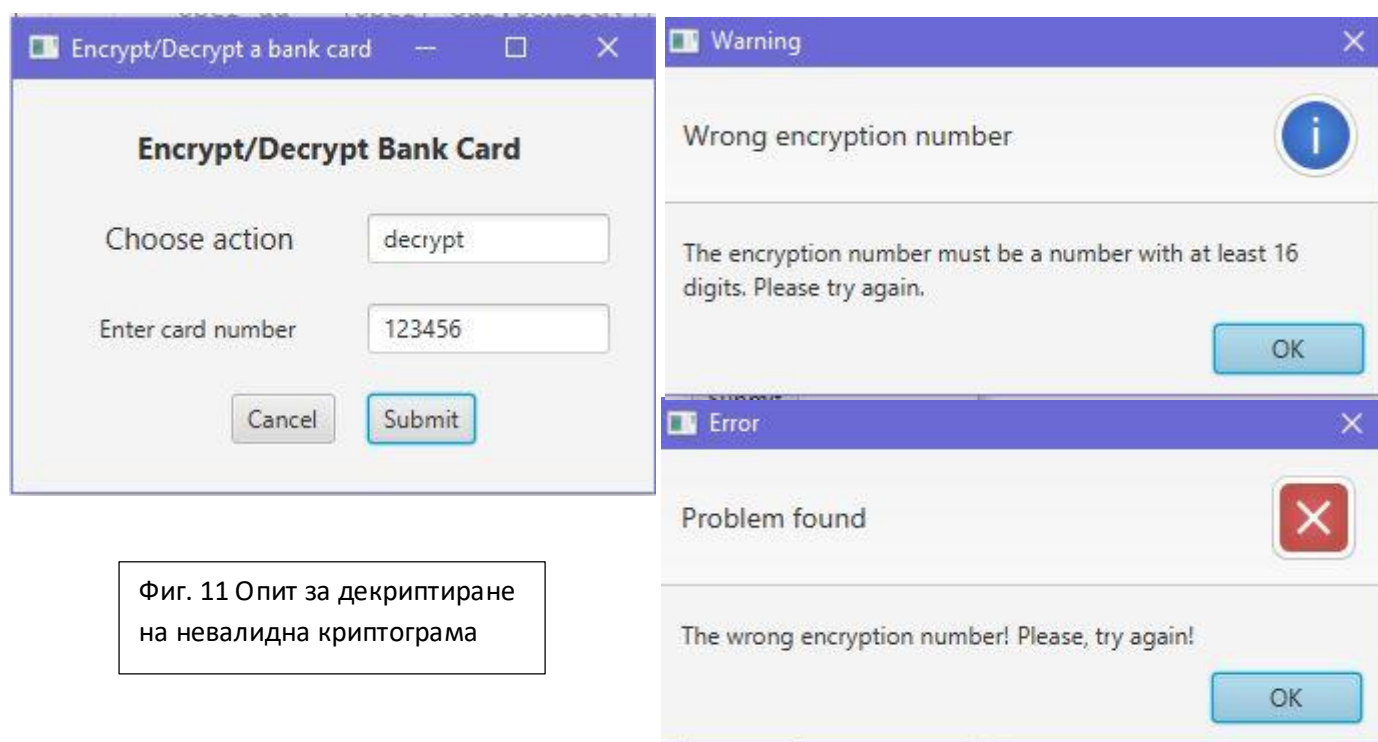 Encrypt/Decrypt a bank card
Encrypt/Decrypt Bank Card
Choose action
decrypt
Enter card number
123456
Cancel
Submit
Фиг. 11 Опит за декриптиране
на невалидна криптограма
Warning
Wrong encryption number
The encryption number must be a number with at least 16
digits. Please try again.
OK
Error
Problem found
The wrong encryption number! Please, try again!
OK